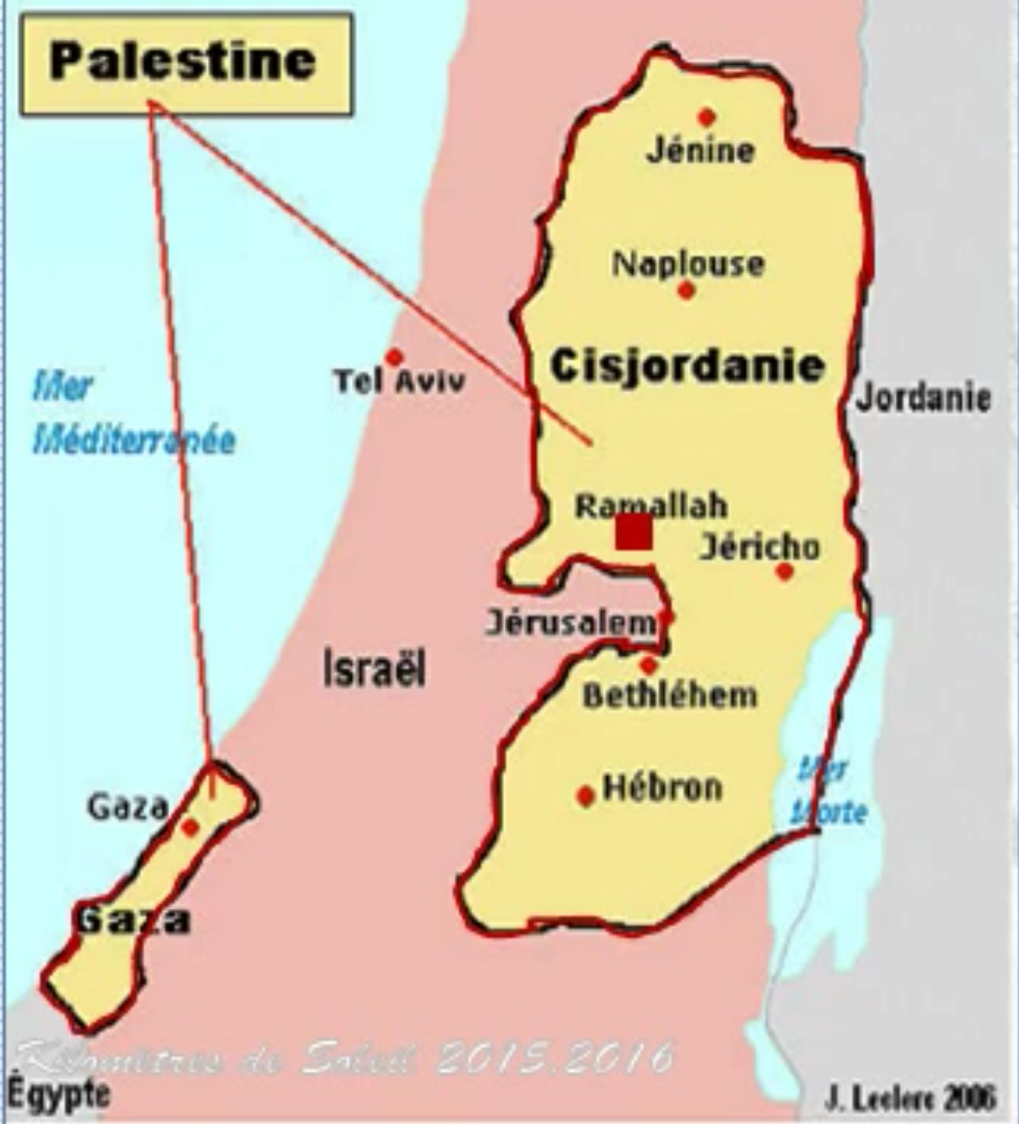 Palestine
Jénine
Naplouse
Cisjordanie
Tel Aviv
Mer
Méditerranée
Jordanie
Ramallah
Jéricho
Jérusalem
Israël
Bethléhem
Mer
Morte
Hébron
Gaza
Gaza
Kilomètres de Soleil 2015.2016
Égypte
J. Leclerc 2006